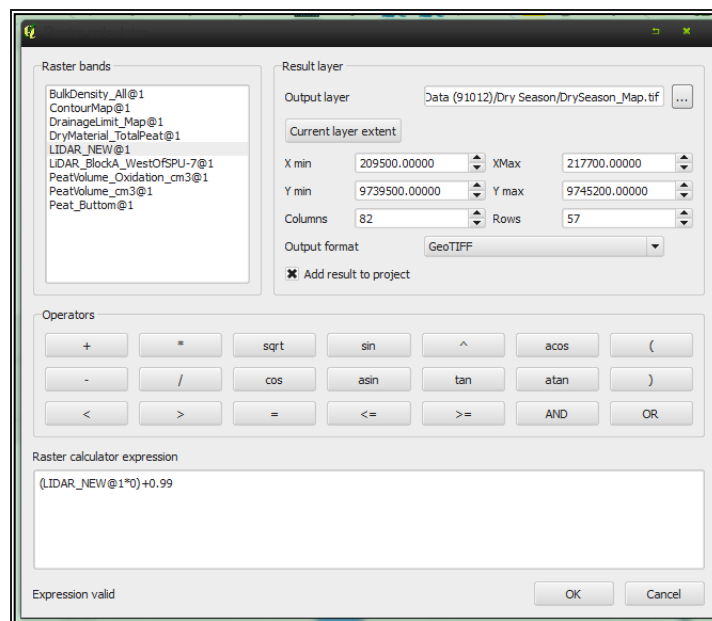 Raster bands
BulkDensity_All@1
ContourMap@1
DrainageLimit_Map@1
DryMaterial_TotalPeat@1
LIDAR_NEW@1
LiDAR_BlockA_WestOfSPU-7@1
PeatVolume_Oxidation_cm3@1
PeatVolume_cm3@1
Peat_Buttom@1
Result layer
Output layer Data (91012)/Dry Season/DrySeason_Map.tif ...
Current layer extent
X min 209500.00000 XMax 217700.00000
Y min 9739500.00000 Y max 9745200.00000
Columns 82 Rows 57
Output format GeoTIFF
Add result to project
Operators
+ * sqrt sin ^ acos (
- / cos asin tan atan )
< > = <= >= AND OR
Raster calculator expression
(LIDAR_NEW@1*0)+0.99
Expression valid OK Cancel